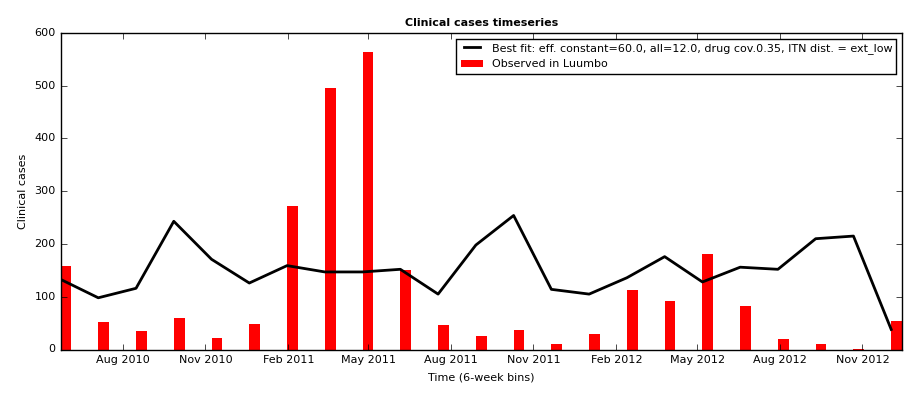 Clinical cases timeseries
Best fit: eff. constant=60.0, all=12.0, drug cov.0.35, ITN dist. = ext_low
Observed in Luumbo
600
500
400
300
200
100
0
Clinical cases
Aug 2010 Nov 2010 Feb 2011 May 2011 Aug 2011 Nov 2011 Feb 2012 May 2012 Aug 2012 Nov 2012
Time (6-week bins)